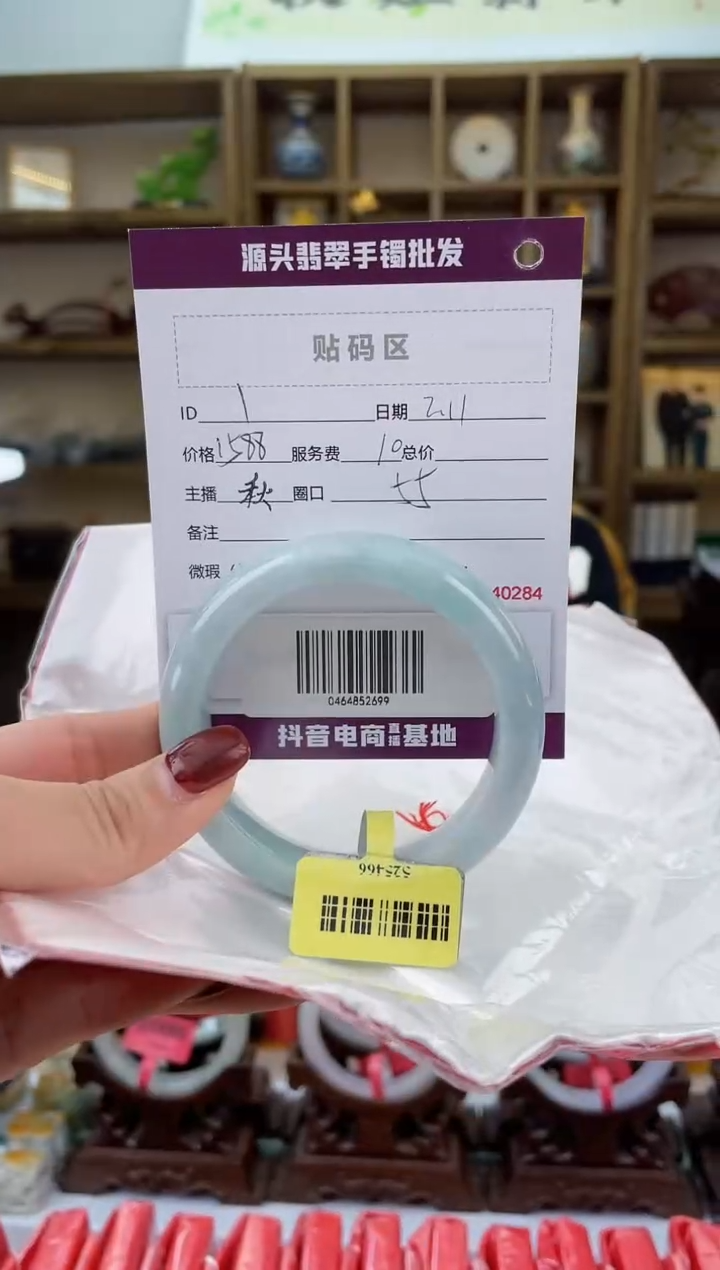 源头翡翠手镯批发
贴码区
ID 1 日期 2.11
价格 1588 服务费 10 总价
主播 秋 圈口
备注
微瑕
40284
0464852699
抖音电商直播基地
525466